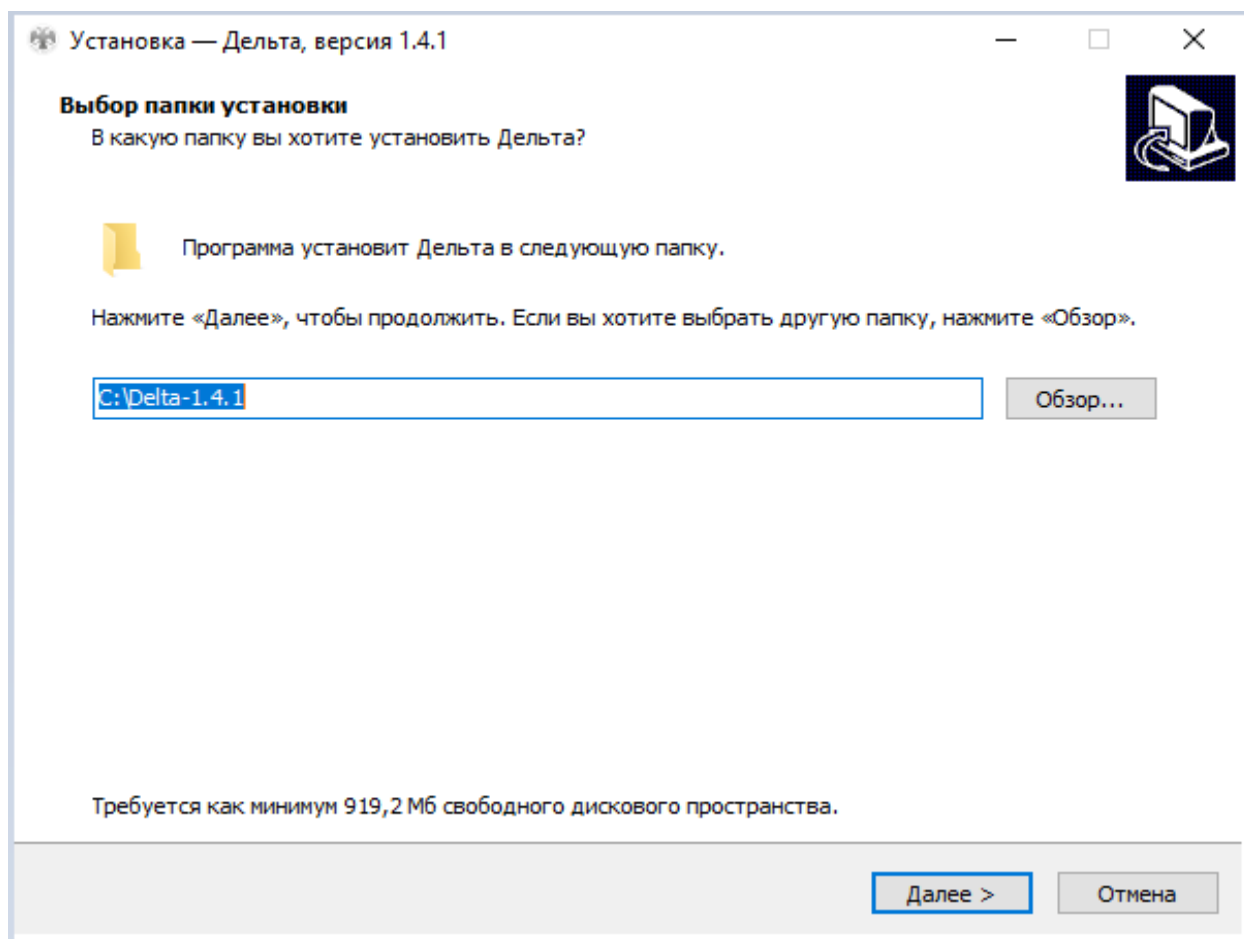 Установка — Дельта, версия 1.4.1
Выбор папки установки
В какую папку вы хотите установить Дельта?
Программа установит Дельта в следующую папку.
Нажмите «Далее», чтобы продолжить. Если вы хотите выбрать другую папку, нажмите «Обзор».
C:\Delta-1.4.1
Обзор...
Требуется как минимум 919,2 Мб свободного дискового пространства.
Далее >
Отмена